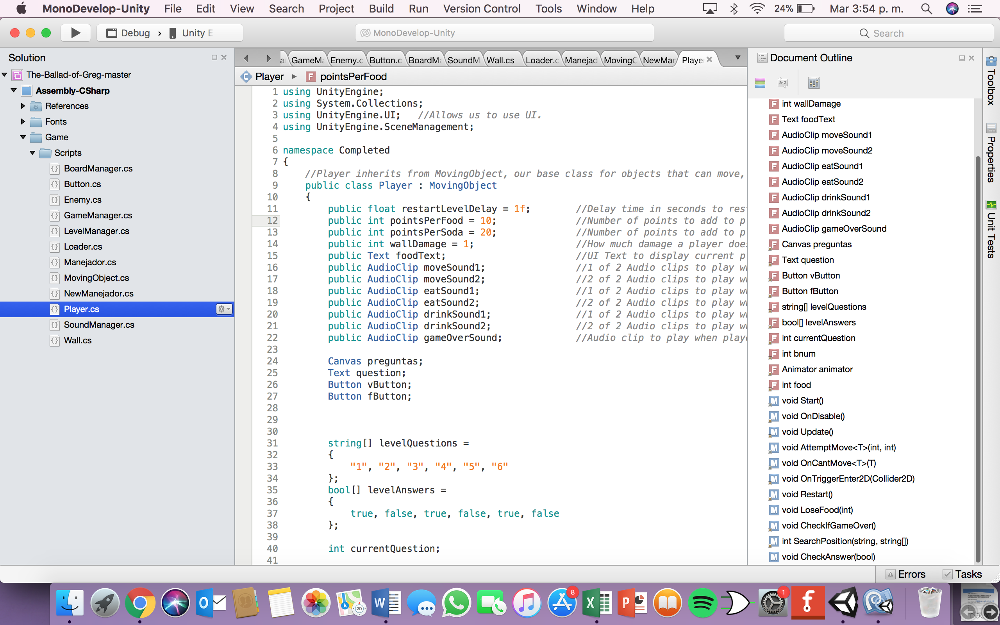 MonoDevelop-Unity File Edit View Search Project Build Run Version Control Tools Window Help 24% Mar 3:54 p. m.
Debug › Unity E
MonoDevelop-Unity
Search
Solution
The-Ballad-of-Greg-master
Assembly-CSharp
References
Fonts
Game
Scripts
BoardManager.cs
Button.cs
Enemy.cs
GameManager.cs
LevelManager.cs
Loader.cs
Manejador.cs
MovingObject.cs
NewManejador.cs
Player.cs
SoundManager.cs
Wall.cs
GameMa Enemy.c Button.c BoardMa SoundM Wall.cs Loader.c Manejad MovingO NewMar Player
Player pointsPerFood
1 using UnityEngine;
2 using System.Collections;
3 using UnityEngine.UI; //Allows us to use UI.
4 using UnityEngine.SceneManagement;
5
6 namespace Completed
7 {
8 //Player inherits from MovingObject, our base class for objects that can move,
9 public class Player : MovingObject
10 {
11 public float restartLevelDelay = 1f; //Delay time in seconds to res
12 public int pointsPerFood = 10; //Number of points to add to p
13 public int pointsPerSoda = 20; //Number of points to add to p
14 public int wallDamage = 1; //How much damage a player doe
15 public Text foodText; //UI Text to display current p
16 public AudioClip moveSound1; //1 of 2 Audio clips to play w
17 public AudioClip moveSound2; //2 of 2 Audio clips to play w
18 public AudioClip eatSound1; //1 of 2 Audio clips to play w
19 public AudioClip eatSound2; //2 of 2 Audio clips to play w
20 public AudioClip drinkSound1; //1 of 2 Audio clips to play w
21 public AudioClip drinkSound2; //2 of 2 Audio clips to play w
22 public AudioClip gameOverSound; //Audio clip to play when play
23
24 Canvas preguntas;
25 Text question;
26 Button vButton;
27 Button fButton;
28
29
30
31 string[] levelQuestions =
32 {
33 "1", "2", "3", "4", "5", "6"
34 };
35 bool[] levelAnswers =
36 {
37 true, false, true, false, true, false
38 };
39
40 int currentQuestion;
41
Document Outline
int wallDamage
Text foodText
AudioClip moveSound1
AudioClip moveSound2
AudioClip eatSound1
AudioClip eatSound2
AudioClip drinkSound1
AudioClip drinkSound2
AudioClip gameOverSound
Canvas preguntas
Text question
Button vButton
Button fButton
string[] levelQuestions
bool[] levelAnswers
int currentQuestion
int bnum
Animator animator
int food
void Start()
void OnDisable()
void Update()
void AttemptMove<T>(int, int)
void OnCantMove<T>(T)
void OnTriggerEnter2D(Collider2D)
void Restart()
void LoseFood(int)
void CheckIfGameOver()
int SearchPosition(string, string[])
void CheckAnswer(bool)
Toolbox
Properties
Unit Tests
Errors Tasks
8
1
3D
DOCX